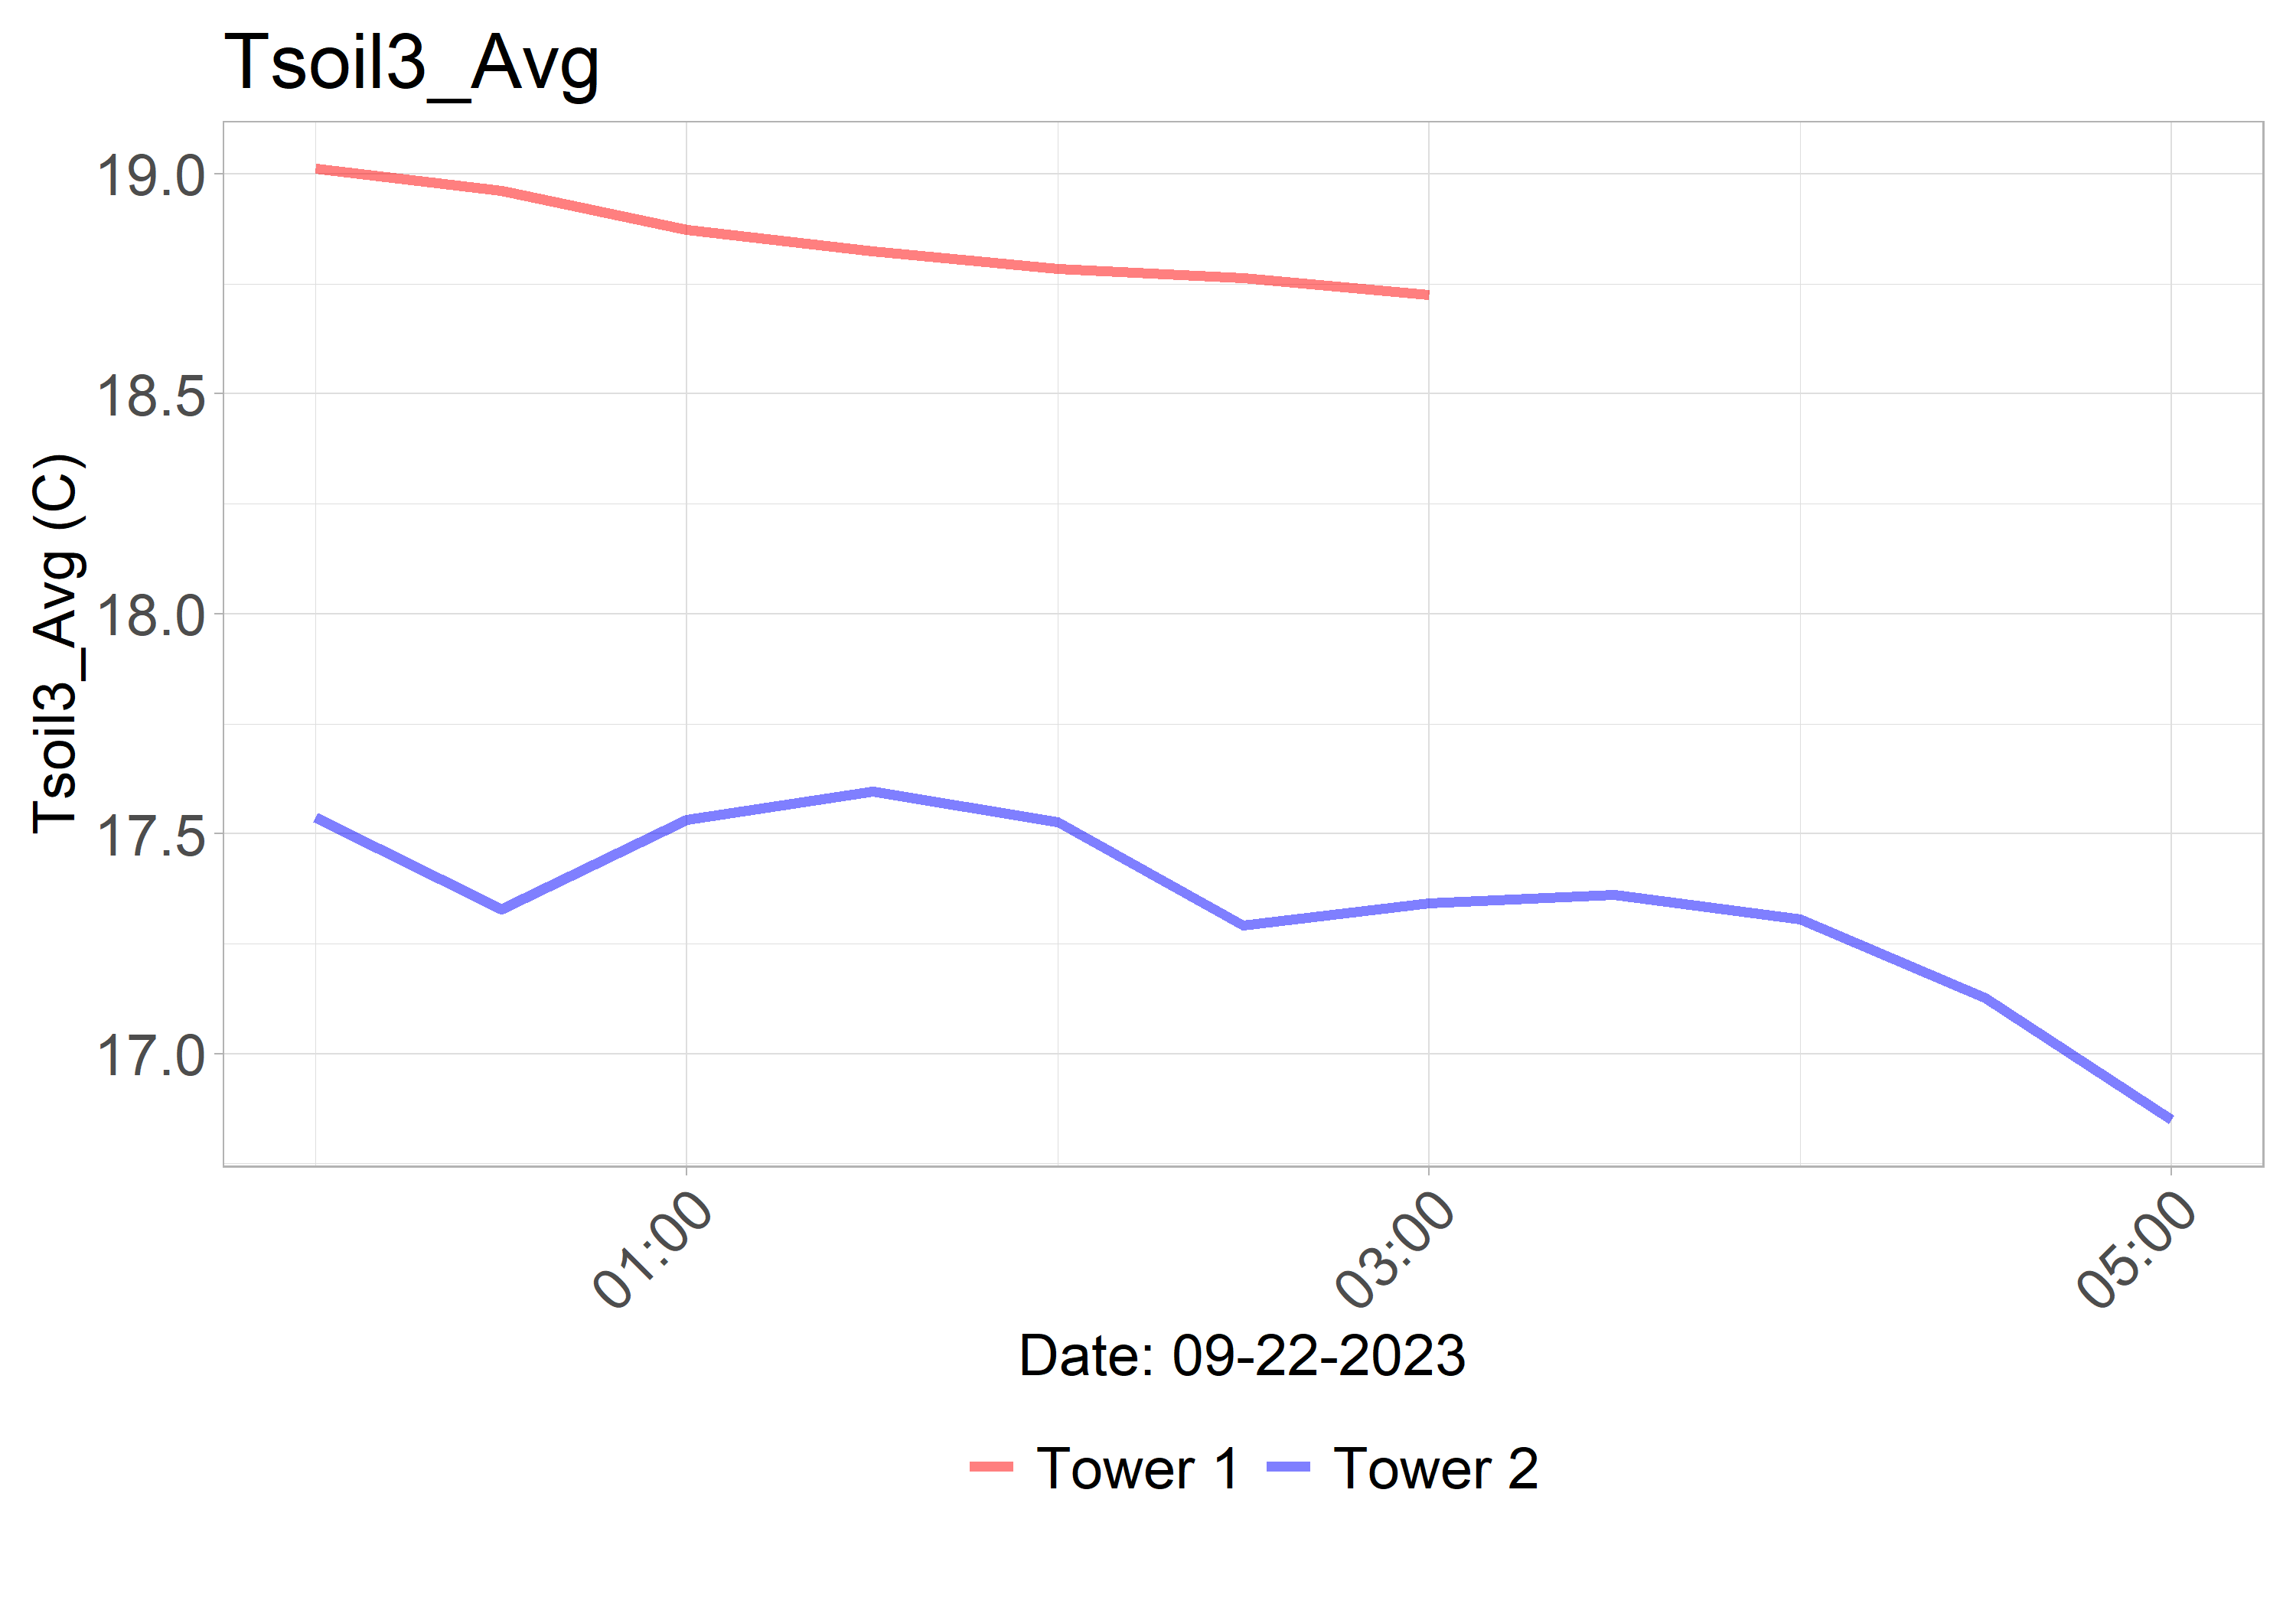 Tsoil3_Avg
Tsoil3_Avg (C)
19.0
18.5
18.0
17.5
17.0
01:00
03:00
05:00
Date: 09-22-2023
Tower 1
Tower 2